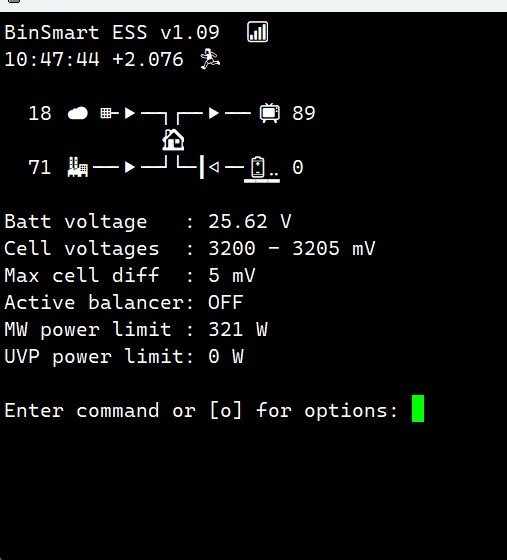 BinSmart ESS v1.09
10:47:44 +2.076
18 89
71 0
Batt voltage : 25.62 V
Cell voltages : 3200 – 3205 mV
Max cell diff : 5 mV
Active balancer: OFF
MW power limit : 321 W
UVP power limit: 0 W
Enter command or [o] for options: